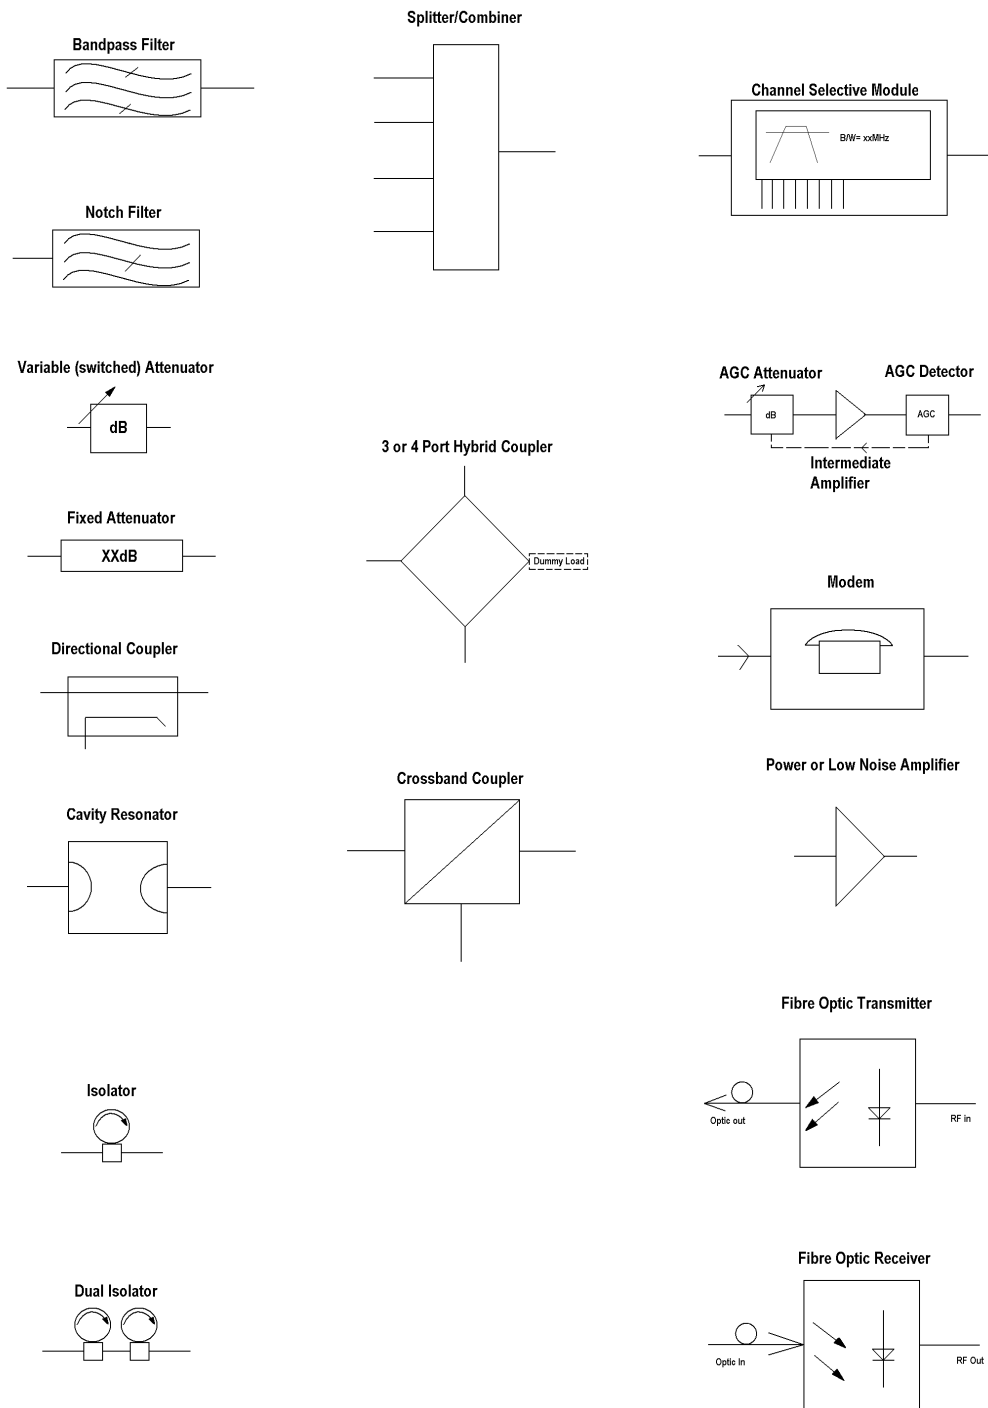 Splitter/Combiner
Bandpass Filter
Channel Selective Module
B/W= xxMHz
Notch Filter
Variable (switched) Attenuator
dB
AGC Attenuator
AGC Detector
dB
AGC
Intermediate
Amplifier
3 or 4 Port Hybrid Coupler
Dummy Load
Fixed Attenuator
XXdB
Modem
Directional Coupler
Power or Low Noise Amplifier
Crossband Coupler
Cavity Resonator
Fibre Optic Transmitter
Optic out
RF in
Isolator
Fibre Optic Receiver
Optic In
RF Out
Dual Isolator